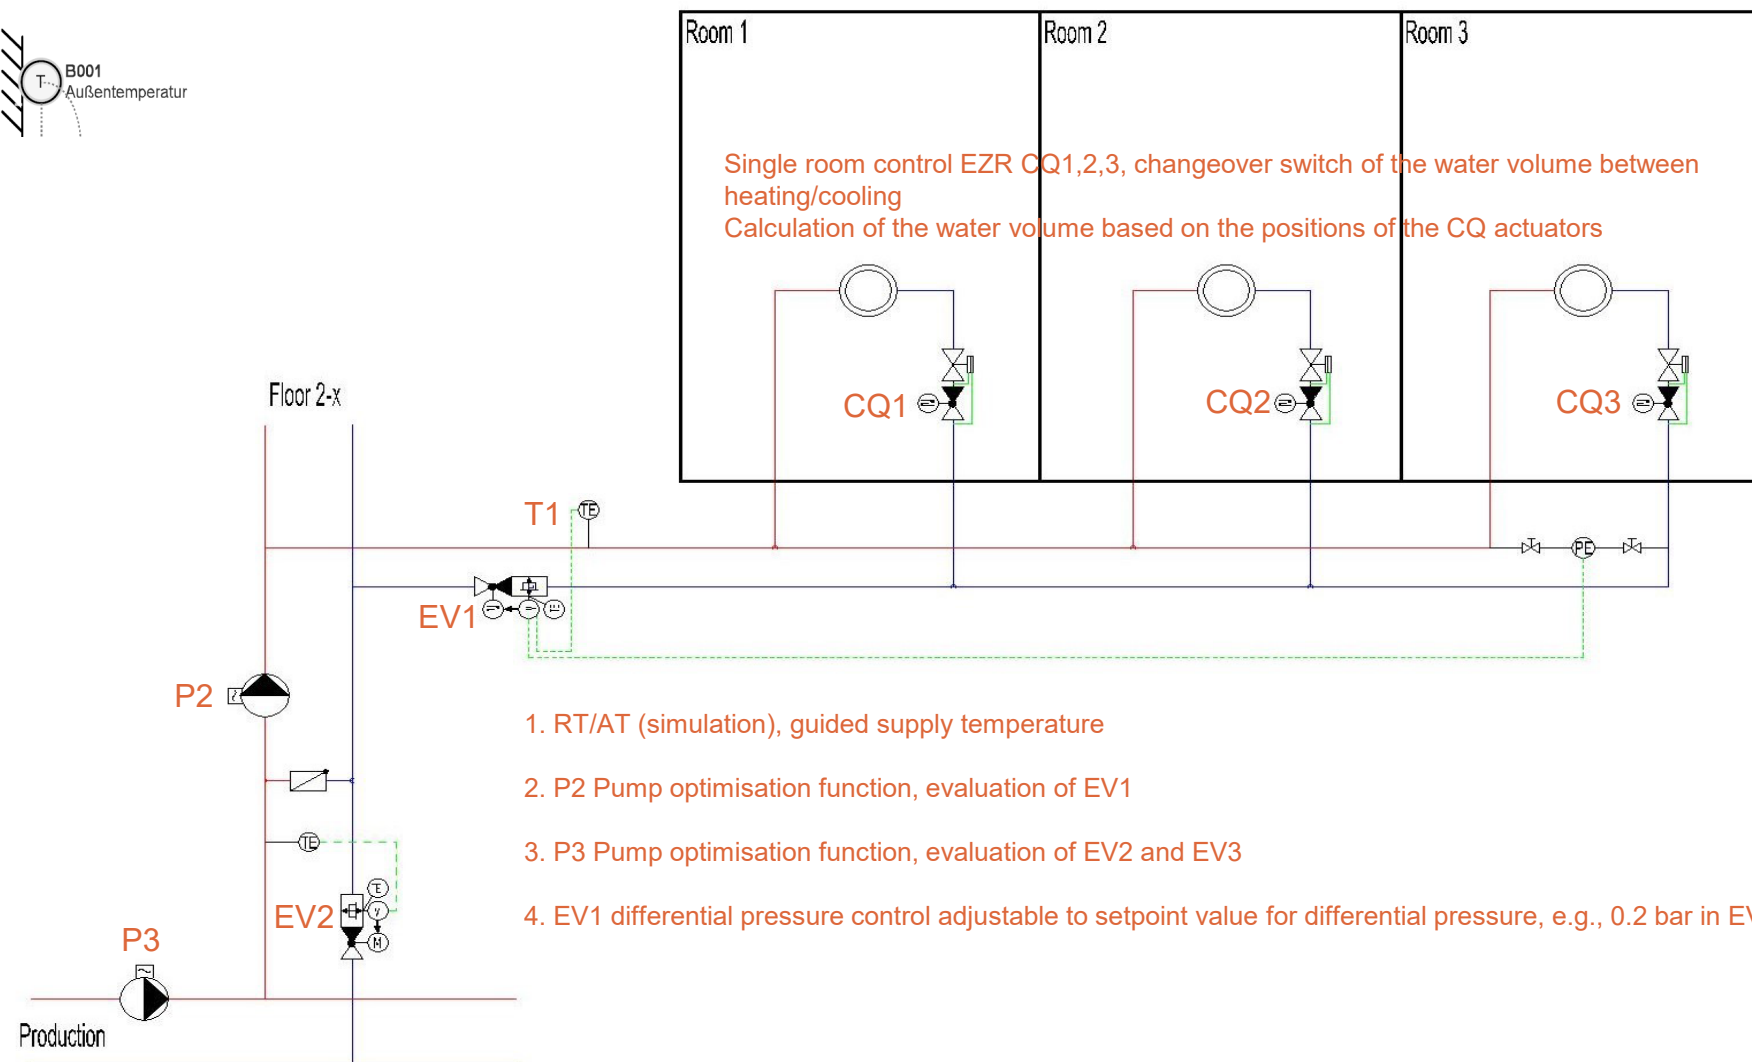 Room 1
Room 2
Room 3
B001
T
Außentemperatur
Single room control EZR CQ1,2,3, changeover switch of the water volume between
heating/cooling
Calculation of the water volume based on the positions of the CQ actuators
Floor 2-x
CQ1
CQ2
CQ3
T1
TE
PE
EV1
P2
1. RT/AT (simulation), guided supply temperature
2. P2 Pump optimisation function, evaluation of EV1
TE
3. P3 Pump optimisation function, evaluation of EV2 and EV3
EV2
4. EV1 differential pressure control adjustable to setpoint value for differential pressure, e.g., 0.2 bar in EV
M
P3
Production